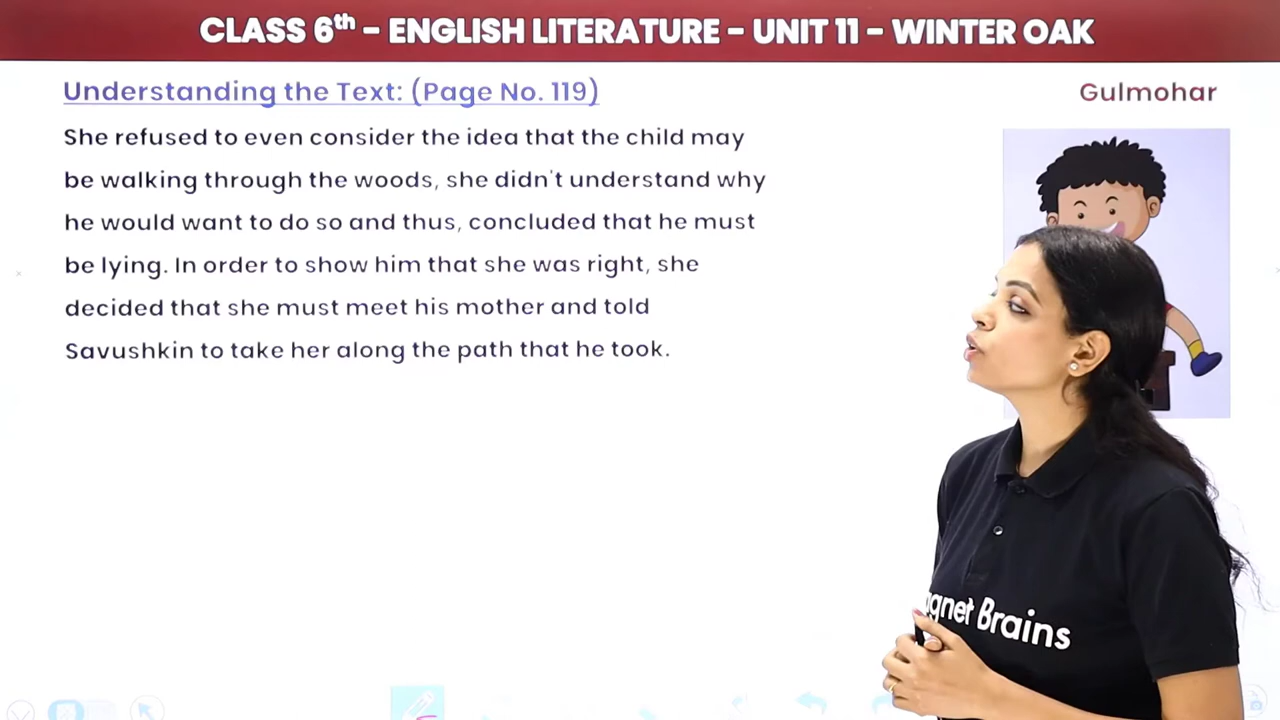 CLASS 6th – ENGLISH LITERATURE – UNIT 11 – WINTER OAK
Understanding the Text: (Page No. 119)
Gulmohar
She refused to even consider the idea that the child may
be walking through the woods, she didn't understand why
he would want to do so and thus, concluded that he must
be lying. In order to show him that she was right, she
decided that she must meet his mother and told
Savushkin to take her along the path that he took.
Brains